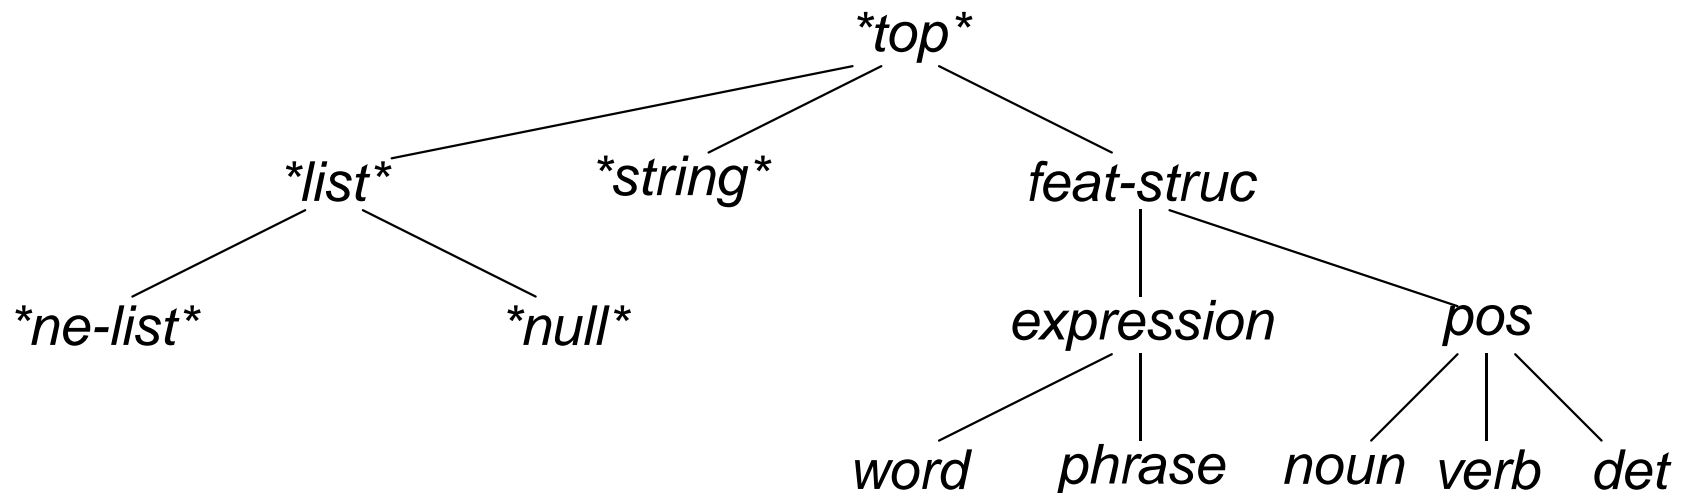 *top*
*list* *string* feat-struc
*ne-list* *null* expression pos
word phrase noun verb det